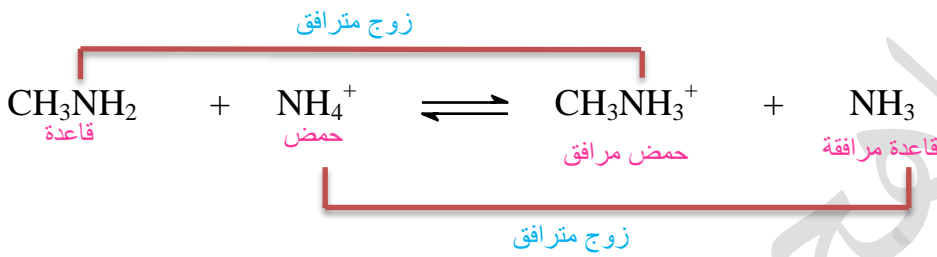 زوج مترافق
CH₃NH₂ + NH₄⁺ ⇌ CH₃NH₃⁺ + NH₃
قاعدة حمض حمض مرافق قاعدة مرافقة
زوج مترافق